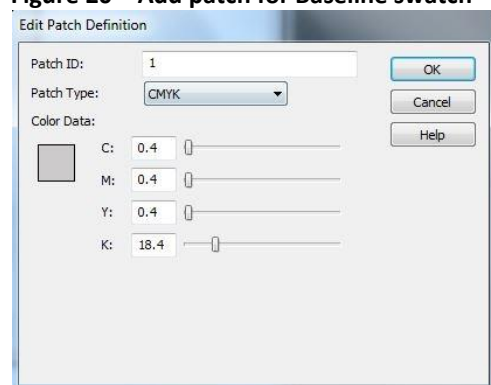 Figure 20 – Add patch for Baseline swatch
Edit Patch Definition
Patch ID: 1
OK
Patch Type: CMYK
Cancel
Color Data:
Help
C: 0.4
M: 0.4
Y: 0.4
K: 18.4